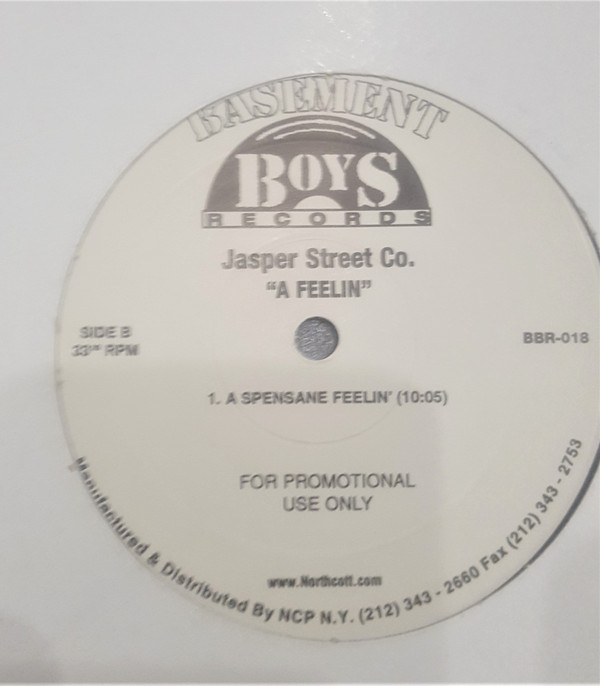 BASEMENT
BOYS
RECORDS
Jasper Street Co.
"A FEELIN"
SIDE B
33⅓ RPM
BBR-018
1. A SPENSANE FEELIN' (10:05)
FOR PROMOTIONAL
USE ONLY
www.Northcott.com
Manufactured & Distributed By NCP N.Y. (212) 343 - 2660 Fax (212) 343 - 2753